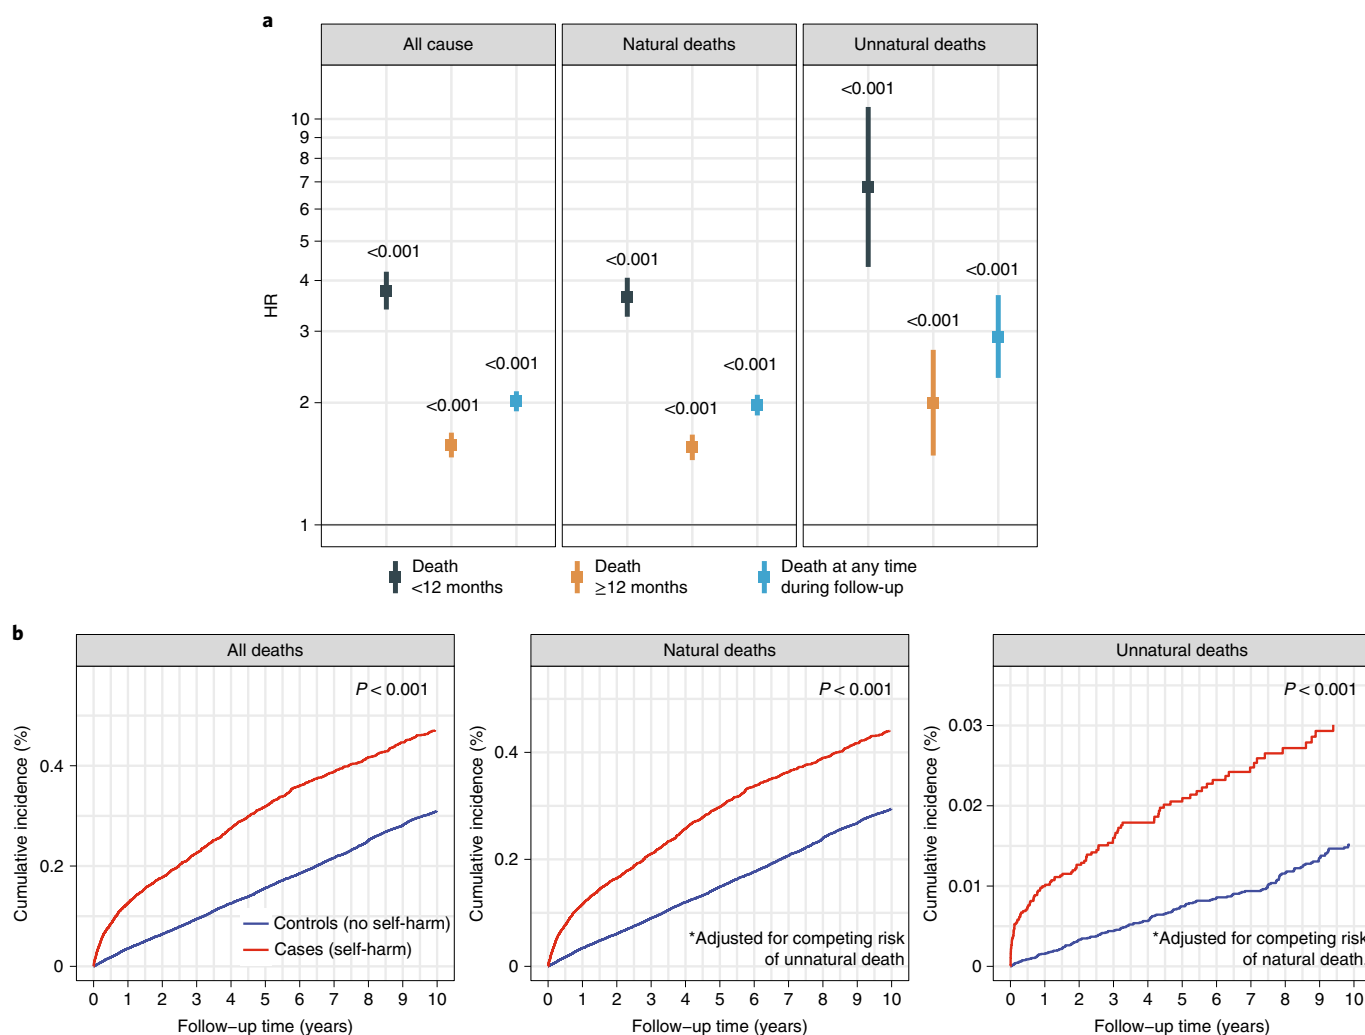 a
All cause
Natural deaths
Unnatural deaths
HR
10
9
8
7
6
5
4
3
2
1
<0.001
<0.001
<0.001
<0.001
<0.001
<0.001
<0.001
<0.001
<0.001
Death
<12 months
Death
≥12 months
Death at any time
during follow-up
b
All deaths
P < 0.001
Cumulative incidence (%)
0.4
0.2
0
Controls (no self-harm)
Cases (self-harm)
0 1 2 3 4 5 6 7 8 9 10
Follow-up time (years)
Natural deaths
P < 0.001
Cumulative incidence (%)
0.4
0.2
0
*Adjusted for competing risk
of unnatural death
0 1 2 3 4 5 6 7 8 9 10
Follow-up time (years)
Unnatural deaths
P < 0.001
Cumulative incidence (%)
0.03
0.02
0.01
0
*Adjusted for competing risk
of natural death.
0 1 2 3 4 5 6 7 8 9 10
Follow-up time (years)